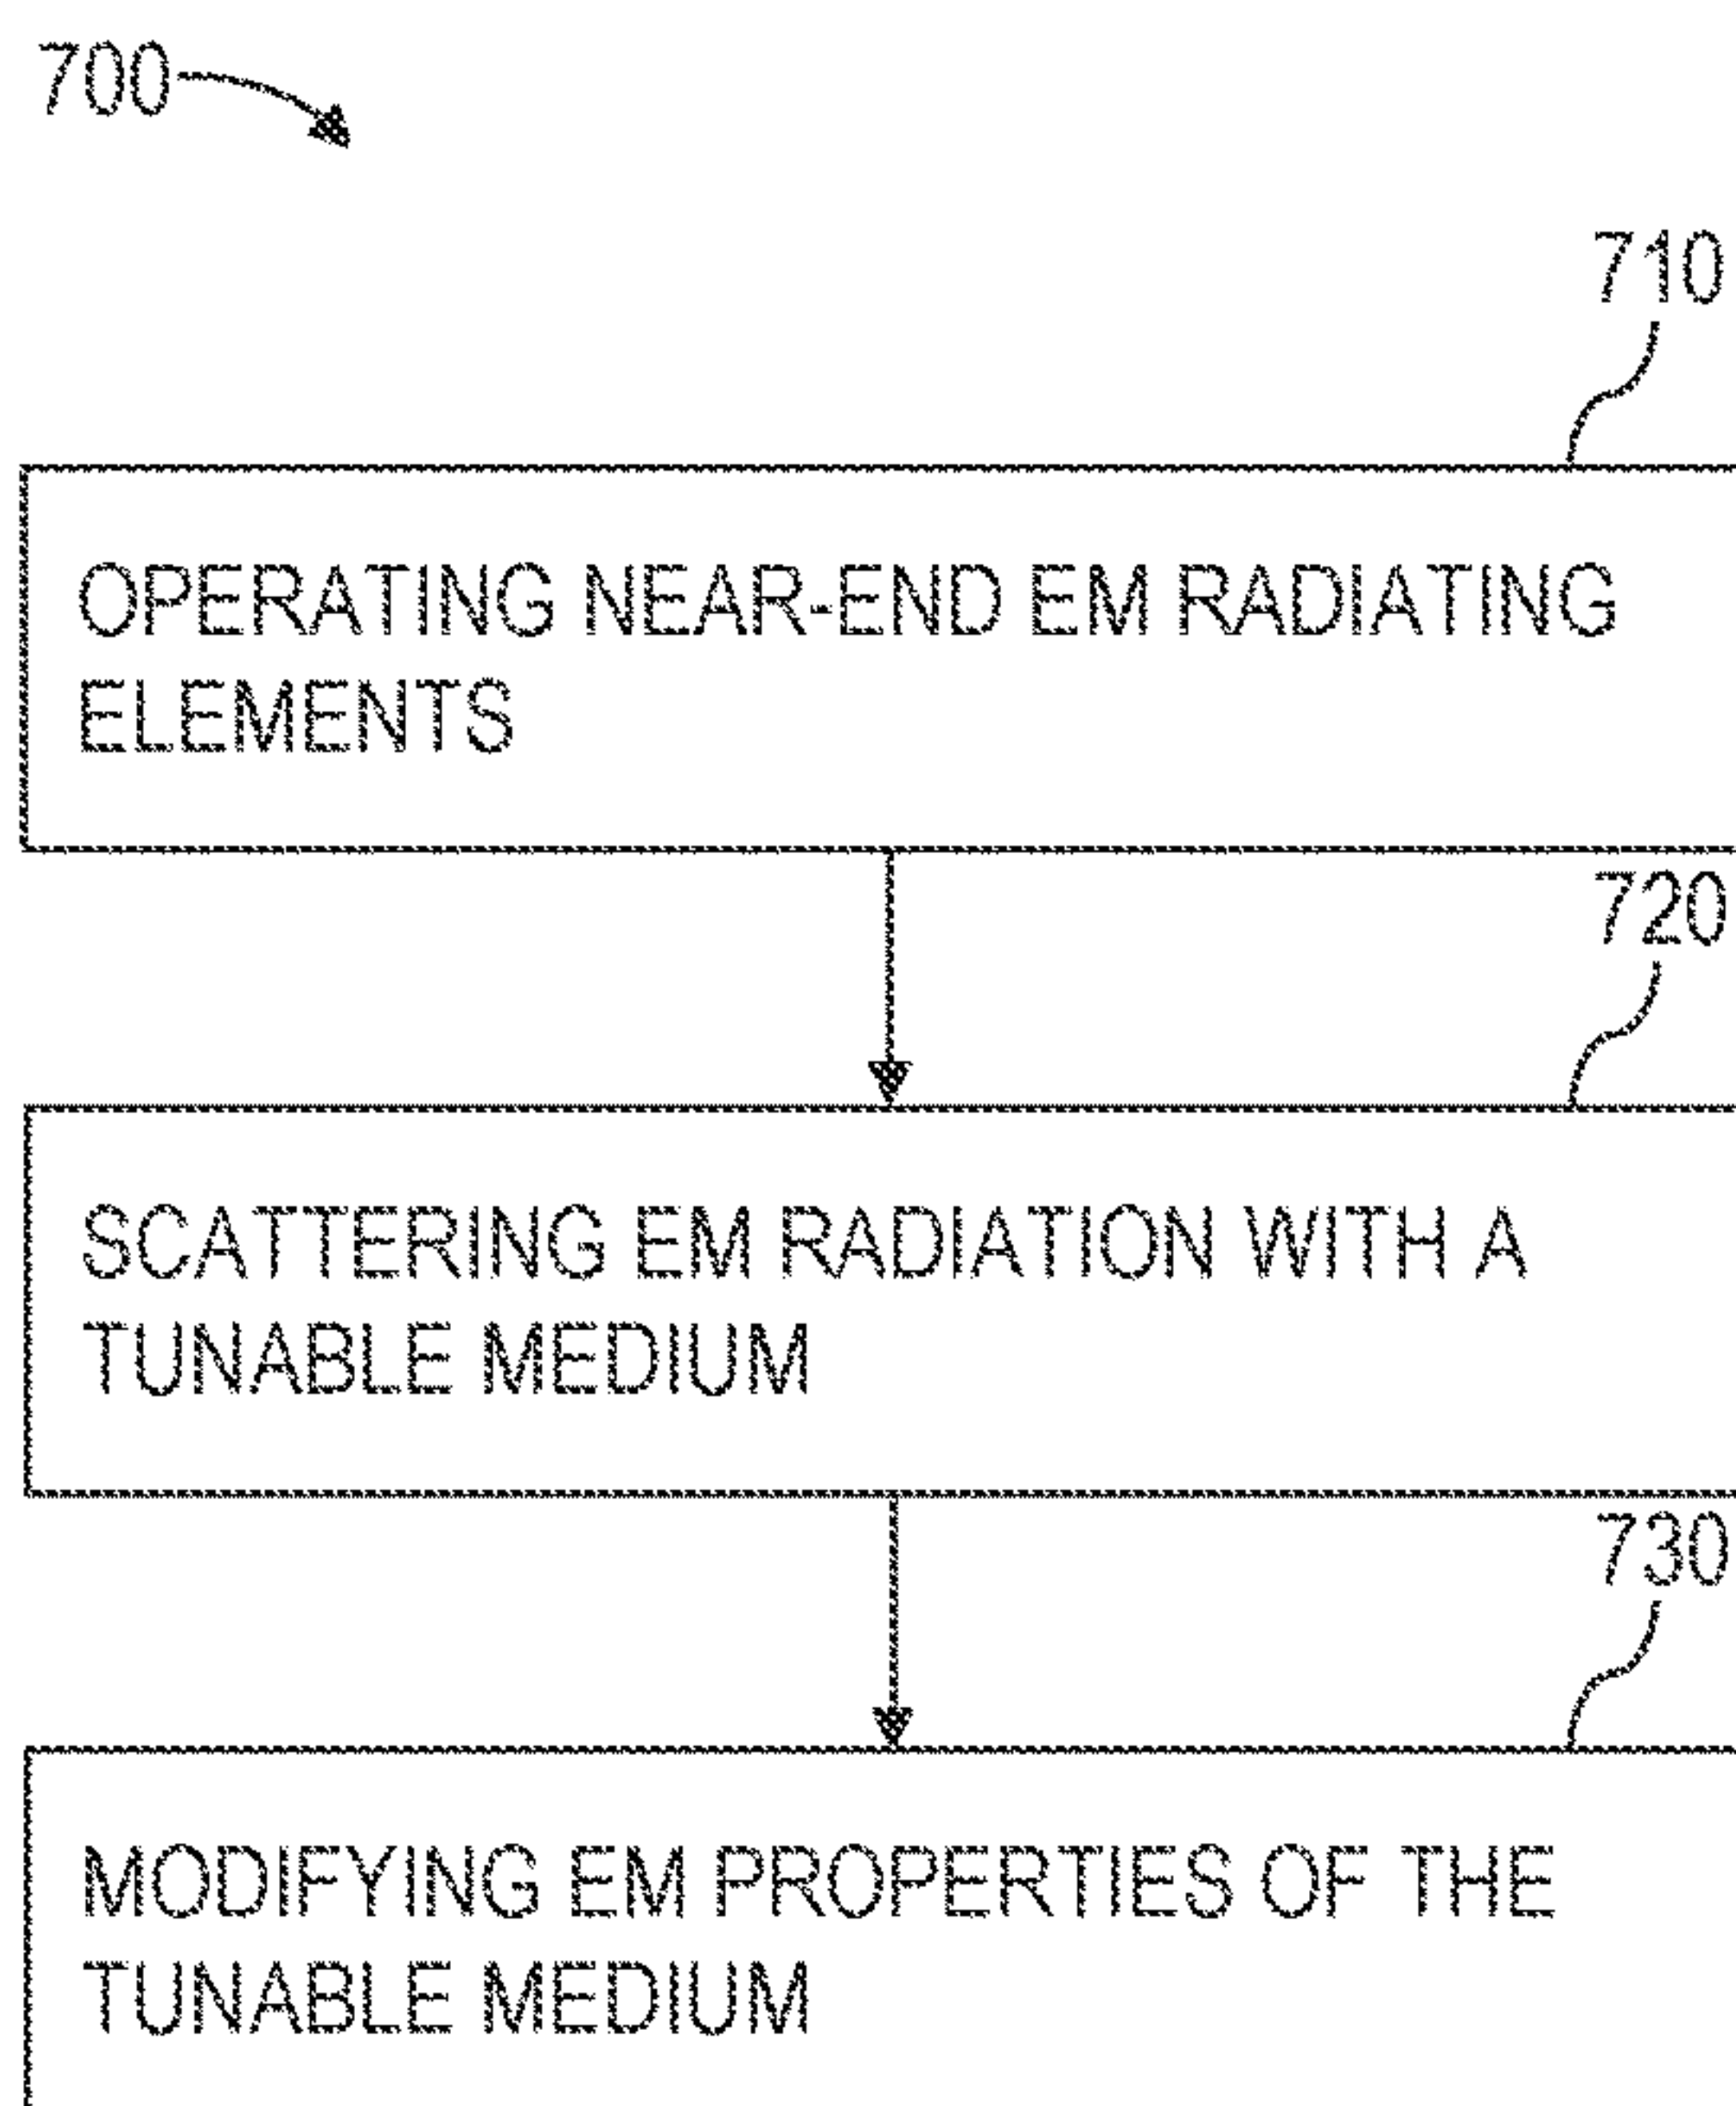 700
710
OPERATING NEAR-END EM RADIATING
ELEMENTS
720
SCATTERING EM RADIATION WITH A
TUNABLE MEDIUM
730
MODIFYING EM PROPERTIES OF THE
TUNABLE MEDIUM